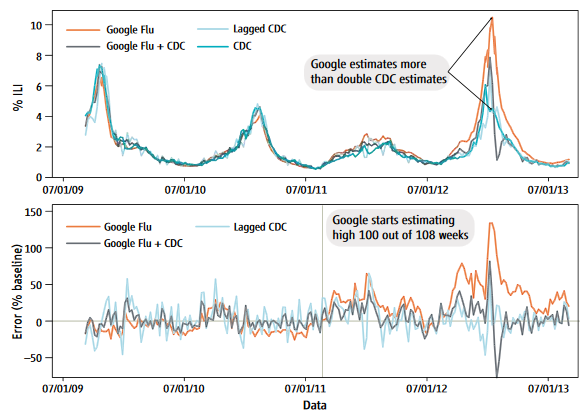 Google Flu
Lagged CDC
Google Flu + CDC
CDC
Google estimates more
than double CDC estimates
% ILI
10
8
6
4
2
0
07/01/09
07/01/10
07/01/11
07/01/12
07/01/13
Google Flu
Lagged CDC
Google Flu + CDC
Google starts estimating
high 100 out of 108 weeks
Error (% baseline)
150
100
50
0
−50
07/01/09
07/01/10
07/01/11
07/01/12
07/01/13
Data